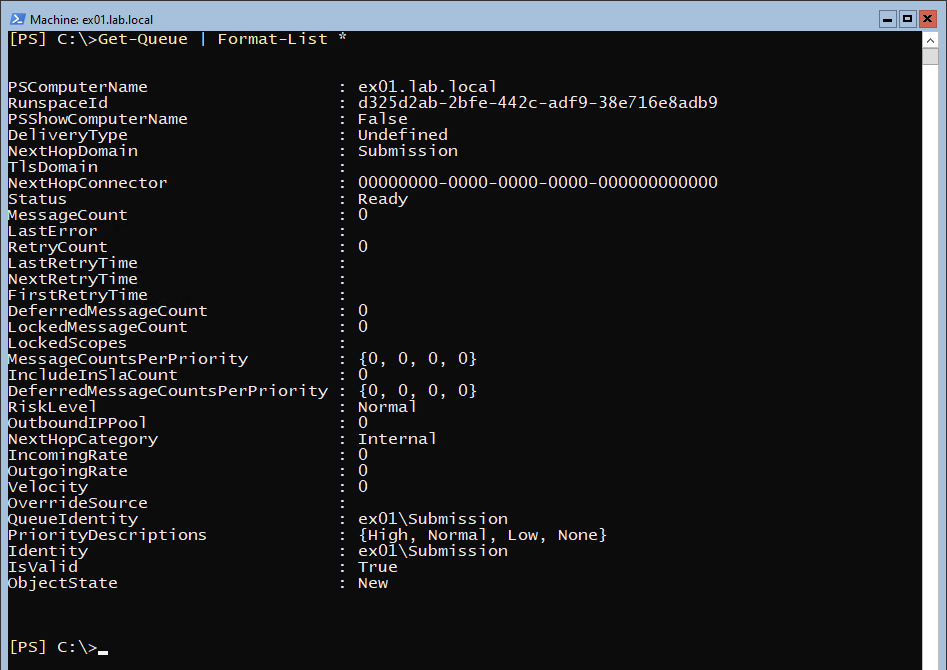 Machine: ex01.lab.local
[PS] C:\>Get-Queue | Format-List *
PSComputerName : ex01.lab.local
RunspaceId : d325d2ab-2bfe-442c-adf9-38e716e8adb9
PSShowComputerName : False
DeliveryType : Undefined
NextHopDomain : Submission
TlsDomain :
NextHopConnector : 00000000-0000-0000-0000-000000000000
Status : Ready
MessageCount : 0
LastError :
RetryCount : 0
LastRetryTime :
NextRetryTime :
FirstRetryTime :
DeferredMessageCount : 0
LockedMessageCount : 0
LockedScopes :
MessageCountsPerPriority : {0, 0, 0, 0}
IncludeInSlaCount : 0
DeferredMessageCountsPerPriority : {0, 0, 0, 0}
RiskLevel : Normal
OutboundIPPool : 0
NextHopCategory : Internal
IncomingRate : 0
OutgoingRate : 0
Velocity : 0
OverrideSource :
QueueIdentity : ex01\Submission
PriorityDescriptions : {High, Normal, Low, None}
Identity : ex01\Submission
IsValid : True
ObjectState : New
[PS] C:\>_